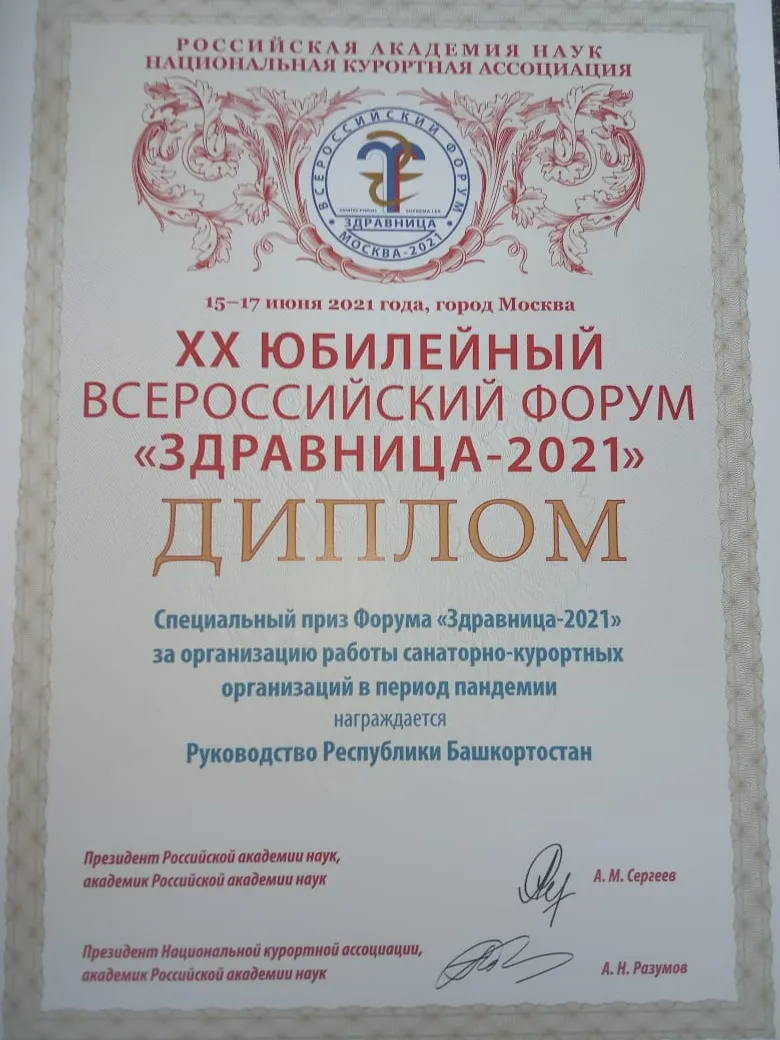 РОССИЙСКАЯ АКАДЕМИЯ НАУК
НАЦИОНАЛЬНАЯ КУРОРТНАЯ АССОЦИАЦИЯ
ВСЕРОССИЙСКИЙ ФОРУМ
SUPREMA LEX
ЗДРАВНИЦА
МОСКВА-2021
15–17 июня 2021 года, город Москва
XX ЮБИЛЕЙНЫЙ
ВСЕРОССИЙСКИЙ ФОРУМ
«ЗДРАВНИЦА-2021»
ДИПЛОМ
Специальный приз Форума «Здравница-2021»
за организацию работы санаторно-курортных
организаций в период пандемии
награждается
Руководство Республики Башкортостан
Президент Российской академии наук,
академик Российской академии наук
А. М. Сергеев
Президент Национальной курортной ассоциации,
академик Российской академии наук
А. Н. Разумов